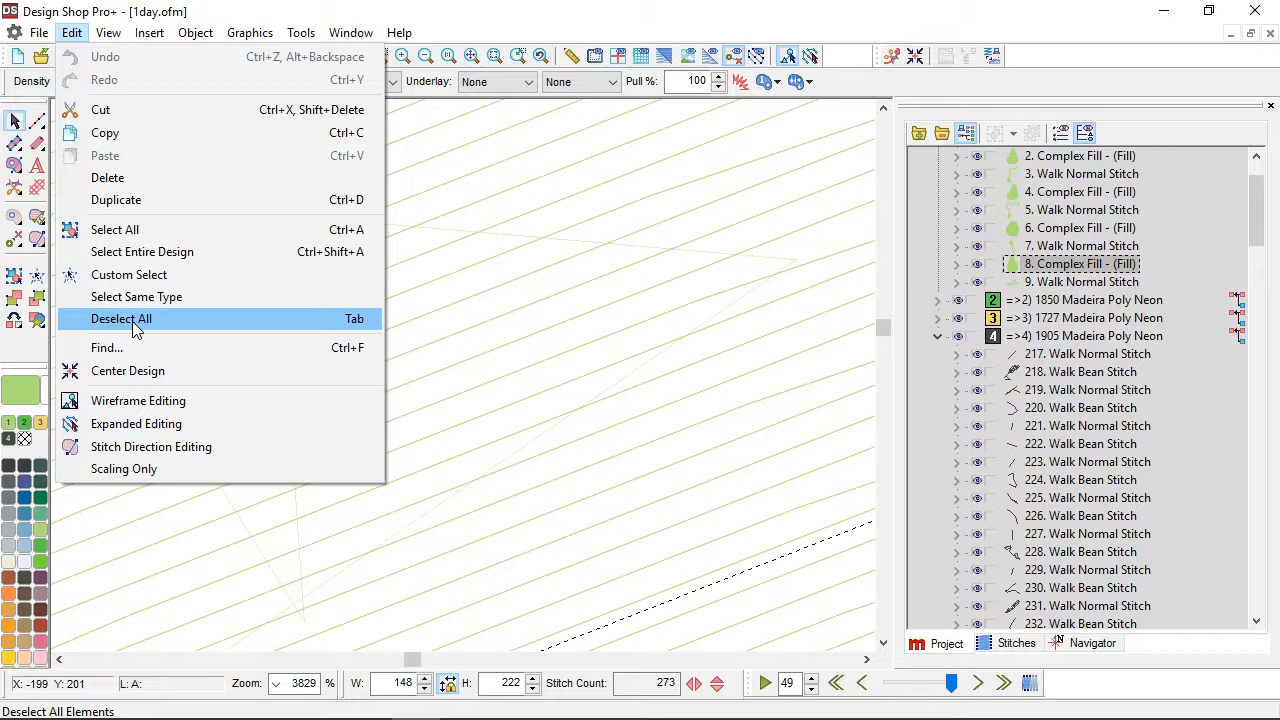 DS Design Shop Pro+ - [1day.ofm]
File Edit View Insert Object Graphics Tools Window Help
Density Underlay: None None Pull %: 100
Undo Ctrl+Z, Alt+Backspace
Redo Ctrl+Y
Cut Ctrl+X, Shift+Delete
Copy Ctrl+C
Paste Ctrl+V
Delete
Duplicate Ctrl+D
Select All Ctrl+A
Select Entire Design Ctrl+Shift+A
Custom Select
Select Same Type
Deselect All Tab
Find... Ctrl+F
Center Design
Wireframe Editing
Expanded Editing
Stitch Direction Editing
Scaling Only
1 2 3
4
2. Complex Fill - (Fill)
3. Walk Normal Stitch
4. Complex Fill - (Fill)
5. Walk Normal Stitch
6. Complex Fill - (Fill)
7. Walk Normal Stitch
8. Complex Fill - (Fill)
9. Walk Normal Stitch
2 =>2) 1850 Madeira Poly Neon
3 =>3) 1727 Madeira Poly Neon
4 =>4) 1905 Madeira Poly Neon
217. Walk Normal Stitch
218. Walk Bean Stitch
219. Walk Normal Stitch
220. Walk Bean Stitch
221. Walk Normal Stitch
222. Walk Bean Stitch
223. Walk Normal Stitch
224. Walk Bean Stitch
225. Walk Normal Stitch
226. Walk Bean Stitch
227. Walk Normal Stitch
228. Walk Bean Stitch
229. Walk Normal Stitch
230. Walk Bean Stitch
231. Walk Normal Stitch
232. Walk Bean Stitch
Project Stitches Navigator
X: -199 Y: 201 L: A: Zoom: 3829 % W: 148 H: 222 Stitch Count: 273 49
Deselect All Elements